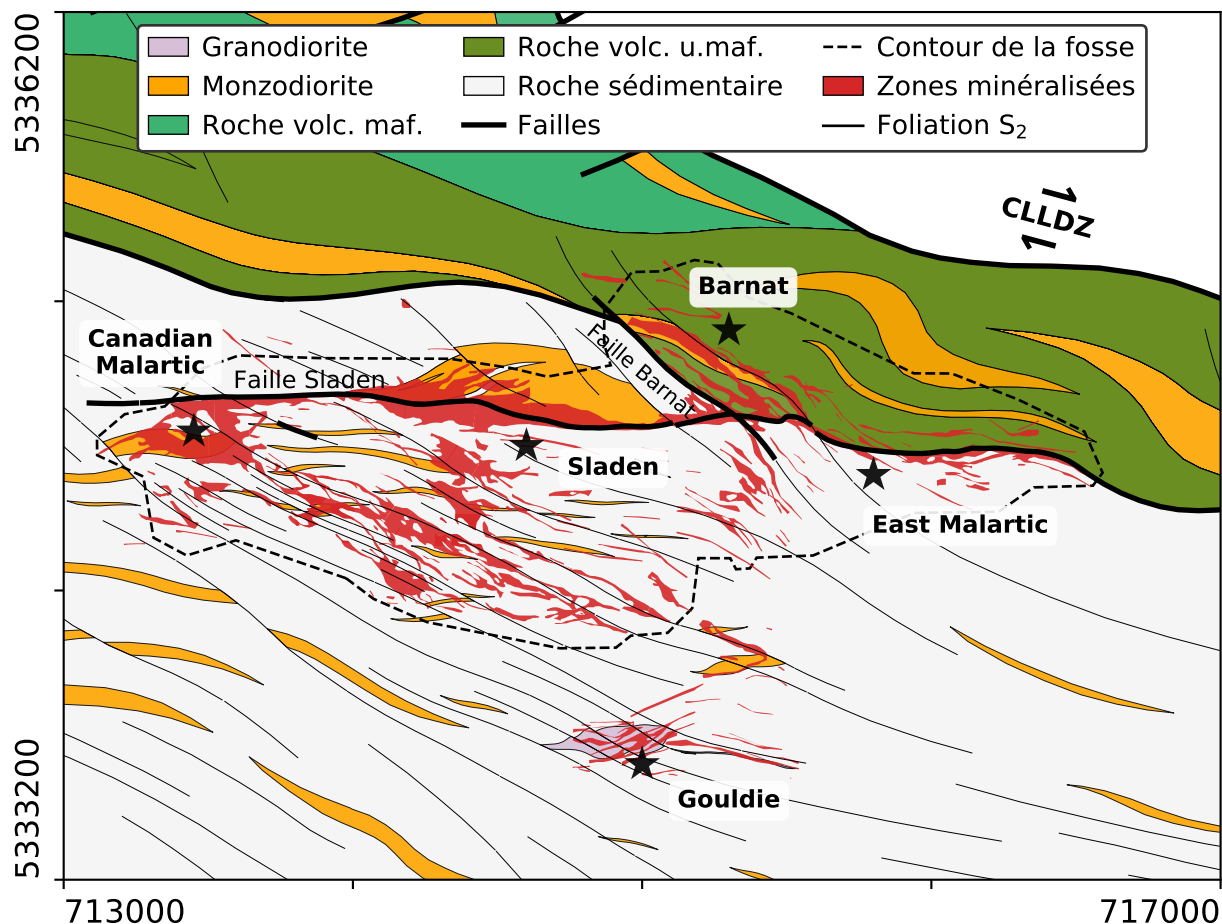 5336200
Granodiorite
Monzodiorite
Roche volc. maf.
Roche volc. u.maf.
Roche sédimentaire
Failles
Contour de la fosse
Zones minéralisées
Foliation S₂
CLLDZ
Barnat
Canadian
Malartic
Faille Sladen
Faille Barnat
Sladen
East Malartic
Gouldie
5333200
713000
717000